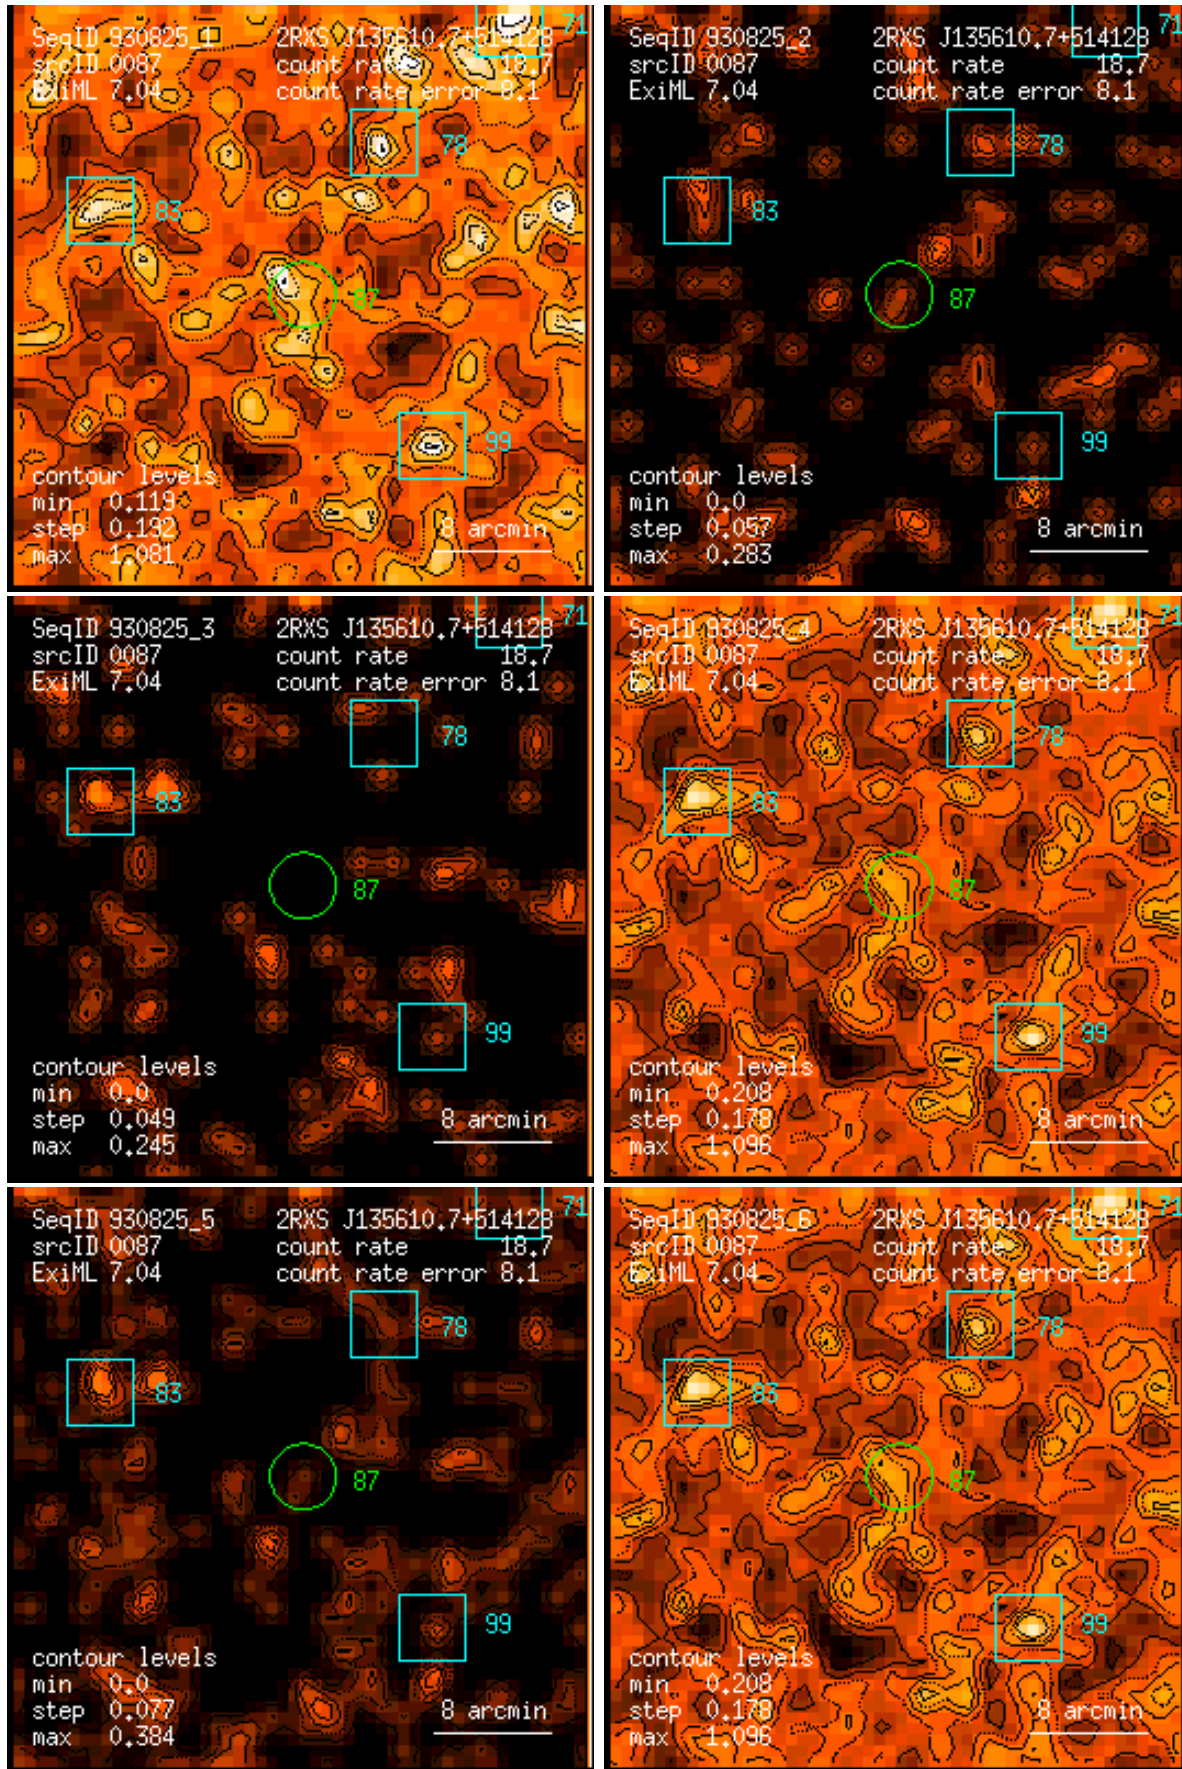 71
SeqID 930825_1 2RXS J135610.7+514128
srcID 0087 count rate 18.7
ExiML 7.04 count rate error 8.1
78
83
87
99
contour levels
min 0.119
step 0.192 8 arcmin
max 1.081
71
SeqID 930825_2 2RXS J135610.7+514128
srcID 0087 count rate 18.7
ExiML 7.04 count rate error 8.1
78
83
87
99
contour levels
min 0.0
step 0.057 8 arcmin
max 0.283
71
SeqID 930825_3 2RXS J135610.7+514128
srcID 0087 count rate 18.7
ExiML 7.04 count rate error 8.1
78
83
87
99
contour levels
min 0.0
step 0.049 8 arcmin
max 0.245
71
SeqID 930825_4 2RXS J135610.7+514128
srcID 0087 count rate 18.7
ExiML 7.04 count rate error 8.1
78
83
87
99
contour levels
min 0.208
step 0.178 8 arcmin
max 1.096
71
SeqID 930825_5 2RXS J135610.7+514128
srcID 0087 count rate 18.7
ExiML 7.04 count rate error 8.1
78
83
87
99
contour levels
min 0.0
step 0.077 8 arcmin
max 0.384
71
SeqID 930825_6 2RXS J135610.7+514128
srcID 0087 count rate 18.7
ExiML 7.04 count rate error 8.1
78
83
87
99
contour levels
min 0.208
step 0.178 8 arcmin
max 1.096